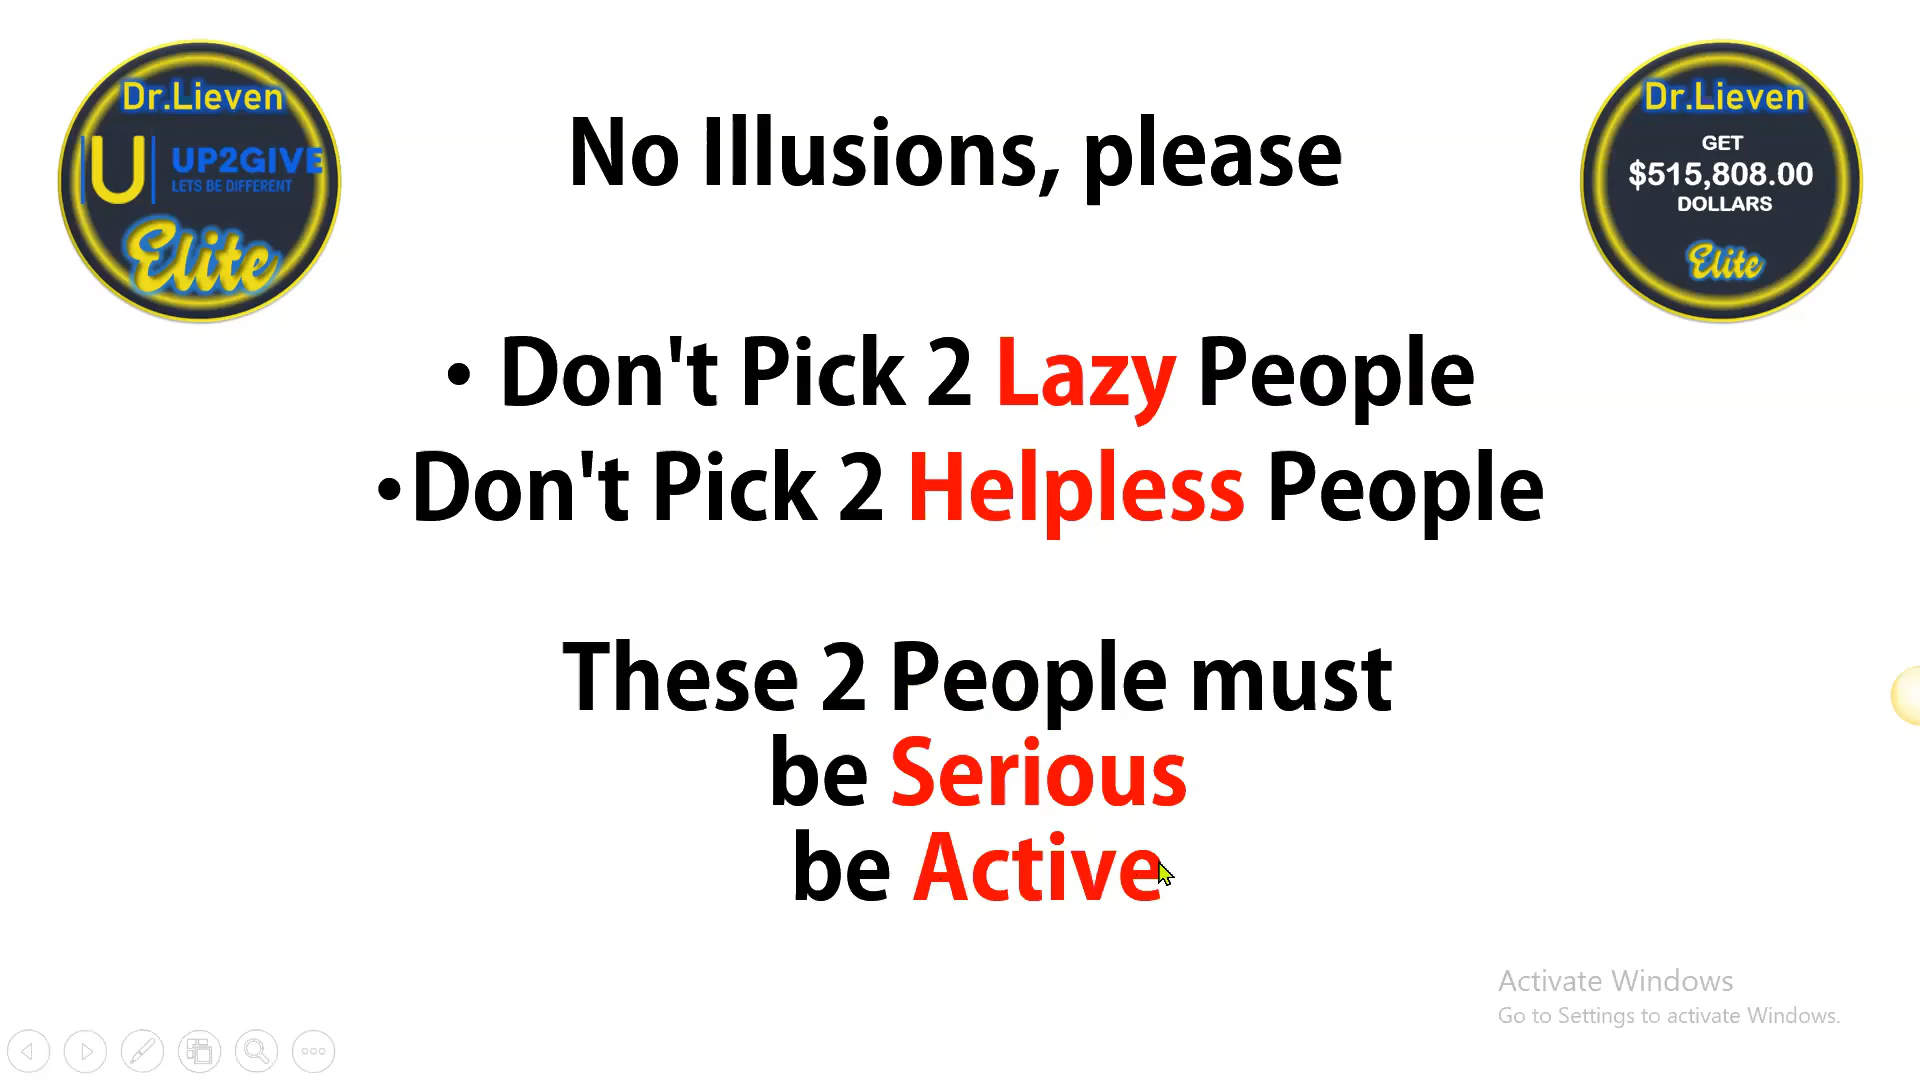 Dr.Lieven
U UP2GIVE
LETS BE DIFFERENT
Elite
No Illusions, please
Dr.Lieven
GET
$515,808.00
DOLLARS
Elite
• Don't Pick 2 Lazy People
•Don't Pick 2 Helpless People
These 2 People must
be Serious
be Active
Activate Windows
Go to Settings to activate Windows.